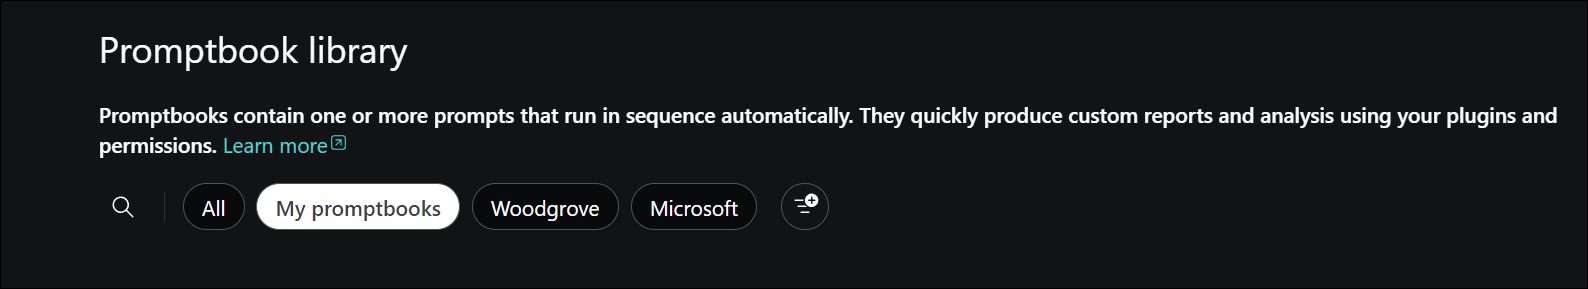 Promptbook library
Promptbooks contain one or more prompts that run in sequence automatically. They quickly produce custom reports and analysis using your plugins and
permissions. Learn more
All My promptbooks Woodgrove Microsoft